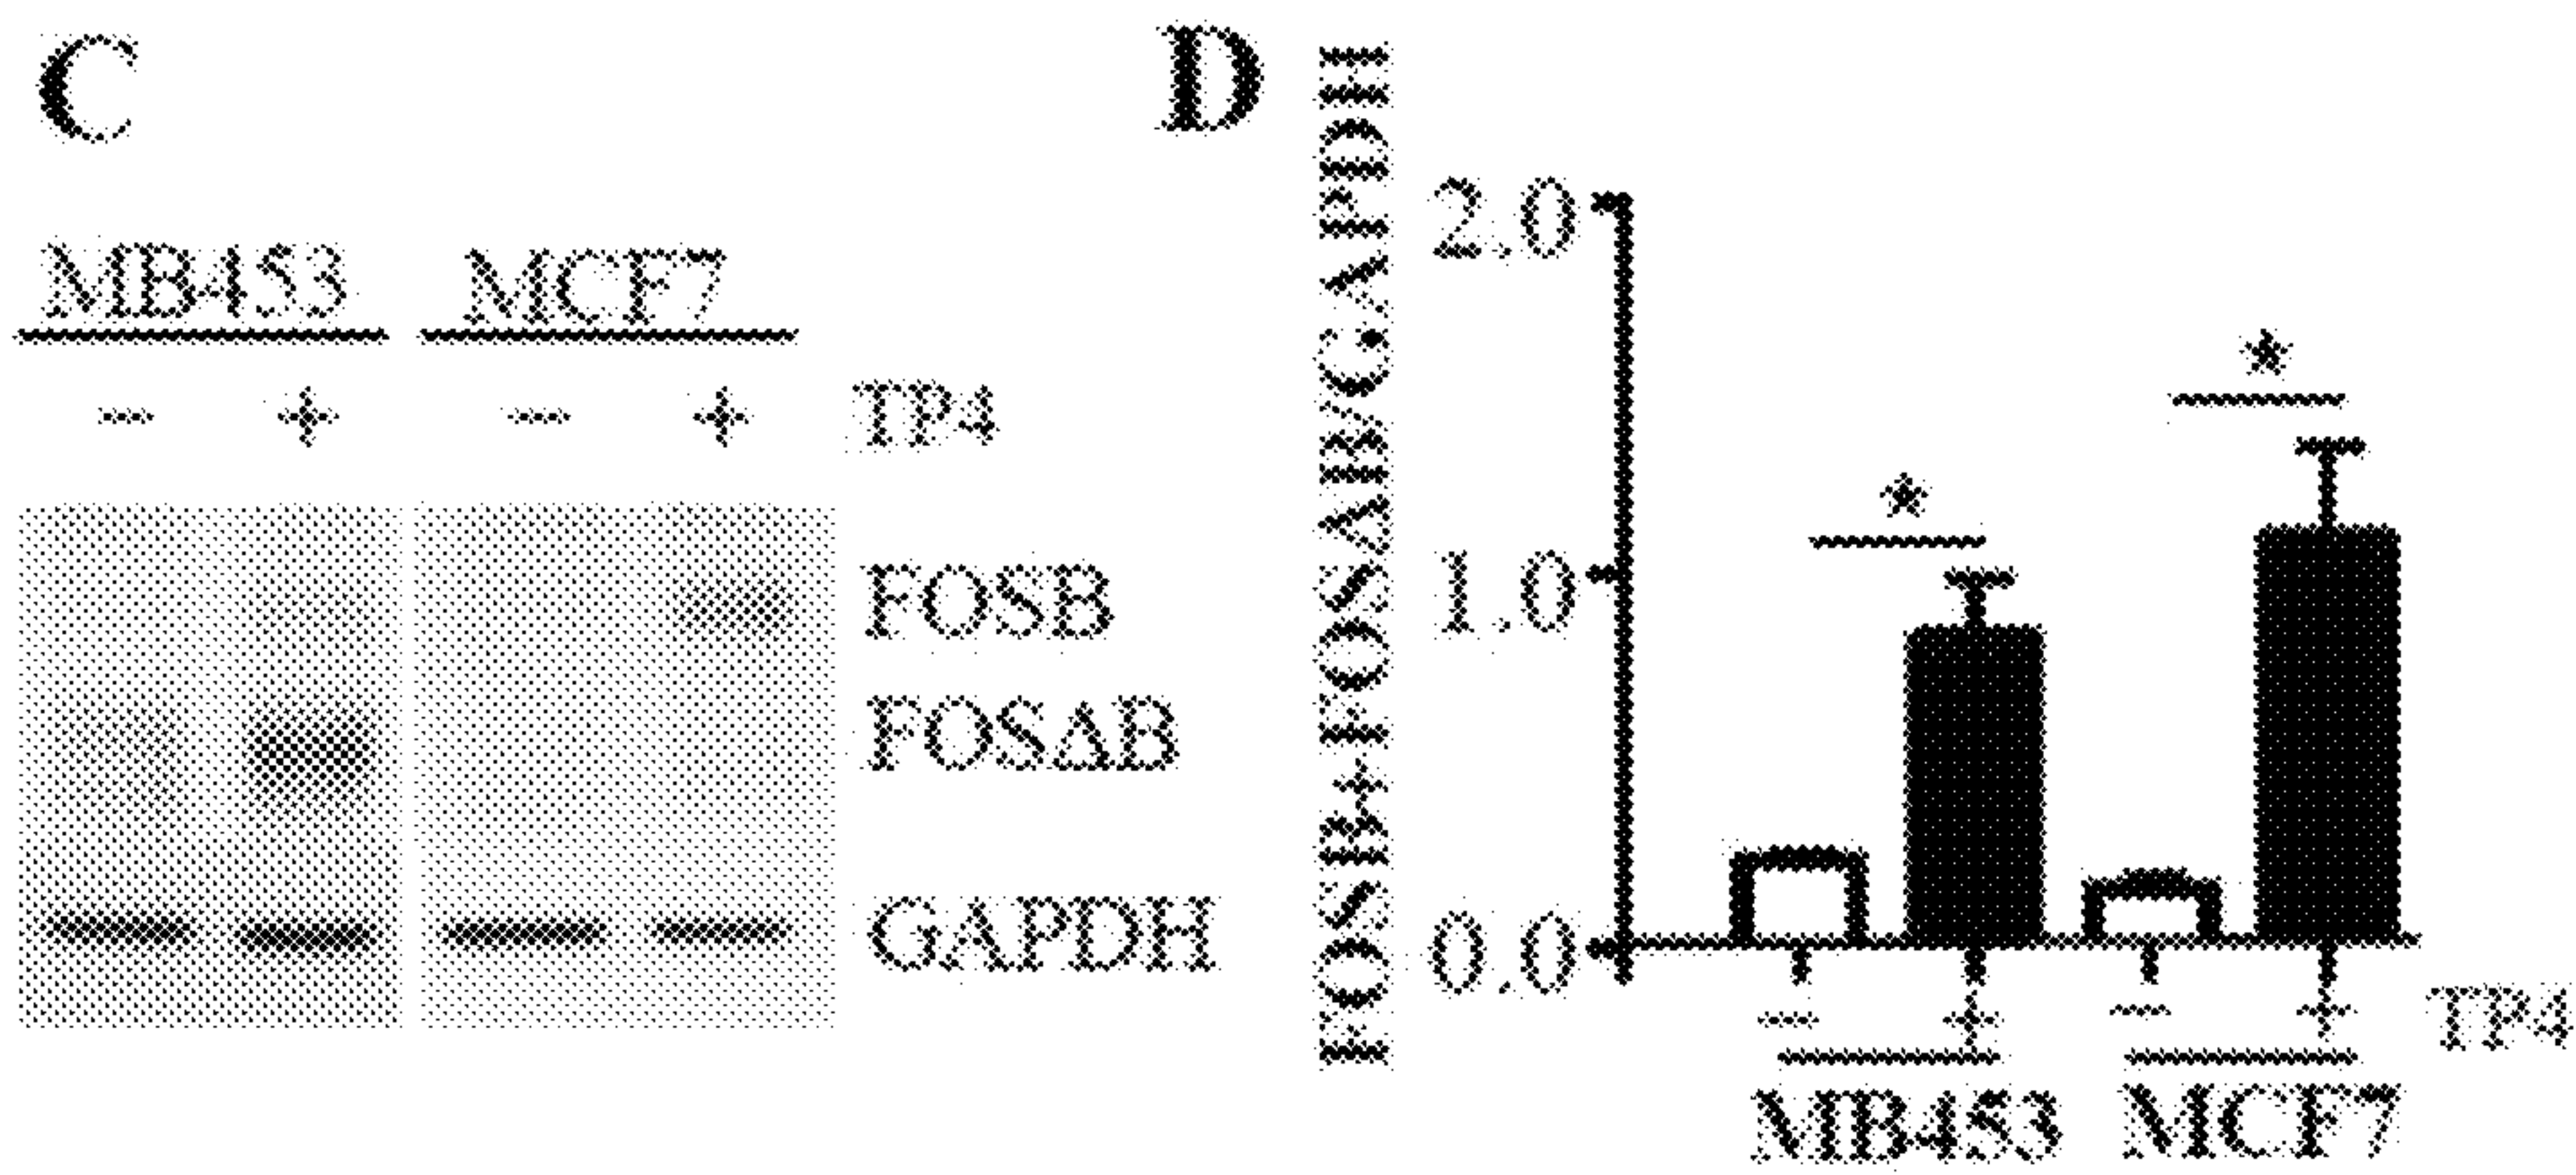 C
MB453 MCF7
- + - + TP4
FOSB
FOSΔB
GAPDH
D
FOSB+FOSΔB/GAPDH
2.0
1.0
0.0
* *
- + - + TP4
MB453 MCF7